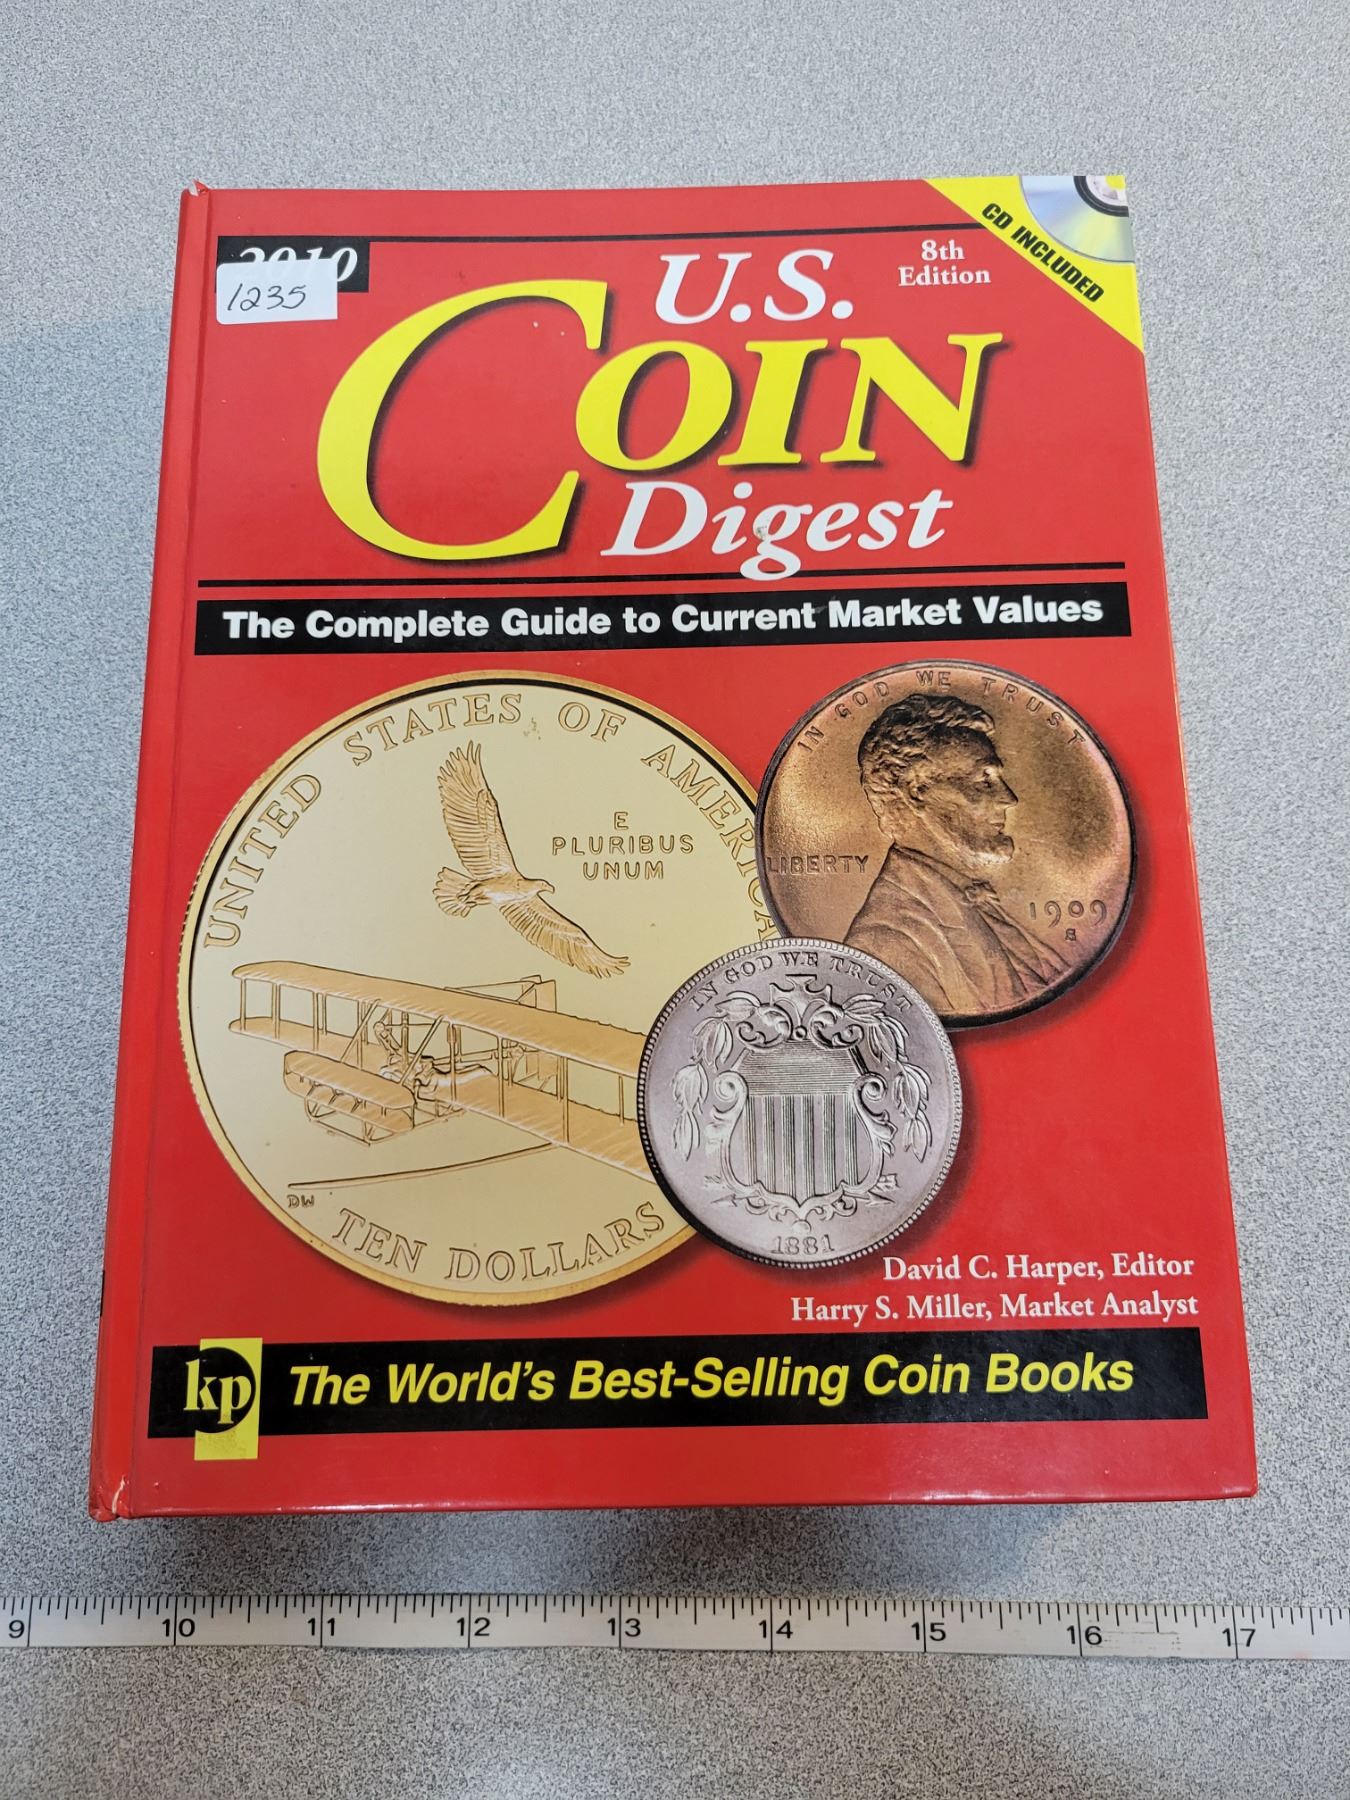 2010
1235
U.S.
COIN
Digest
8th
Edition
CD INCLUDED
The Complete Guide to Current Market Values
UNITED STATES OF AMERICA
E
PLURIBUS
UNUM
DW
TEN DOLLARS
IN GOD WE TRUST
LIBERTY
1909
S
IN GOD WE TRUST
1881
David C. Harper, Editor
Harry S. Miller, Market Analyst
kp
The World's Best-Selling Coin Books
9 10 11 12 13 14 15 16 17